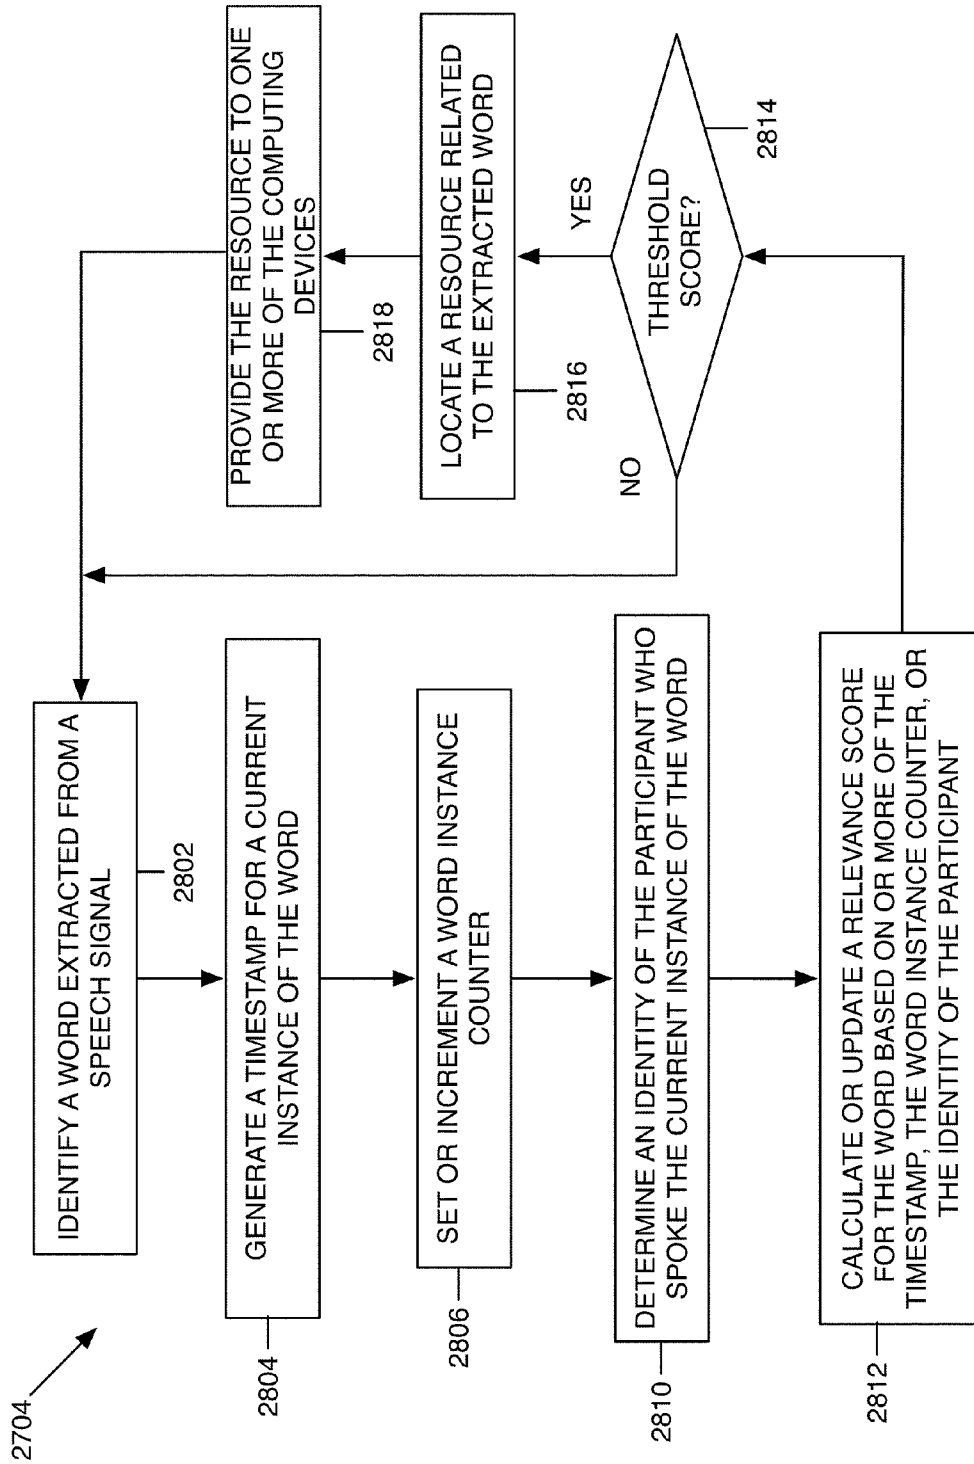 2704
IDENTIFY A WORD EXTRACTED FROM A
SPEECH SIGNAL
2802
GENERATE A TIMESTAMP FOR A CURRENT
INSTANCE OF THE WORD
2804
SET OR INCREMENT A WORD INSTANCE
COUNTER
2806
DETERMINE AN IDENTITY OF THE PARTICIPANT WHO
SPOKE THE CURRENT INSTANCE OF THE WORD
2810
CALCULATE OR UPDATE A RELEVANCE SCORE
FOR THE WORD BASED ON OR MORE OF THE
TIMESTAMP, THE WORD INSTANCE COUNTER, OR
THE IDENTITY OF THE PARTICIPANT
2812
THRESHOLD
SCORE?
2814
NO
YES
LOCATE A RESOURCE RELATED
TO THE EXTRACTED WORD
2816
PROVIDE THE RESOURCE TO ONE
OR MORE OF THE COMPUTING
DEVICES
2818